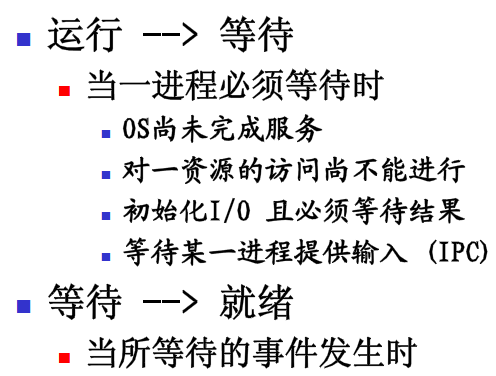 运行 --> 等待
当一进程必须等待时
OS尚未完成服务
对一资源的访问尚不能进行
初始化I/O 且必须等待结果
等待某一进程提供输入 (IPC)
等待 --> 就绪
当所等待的事件发生时